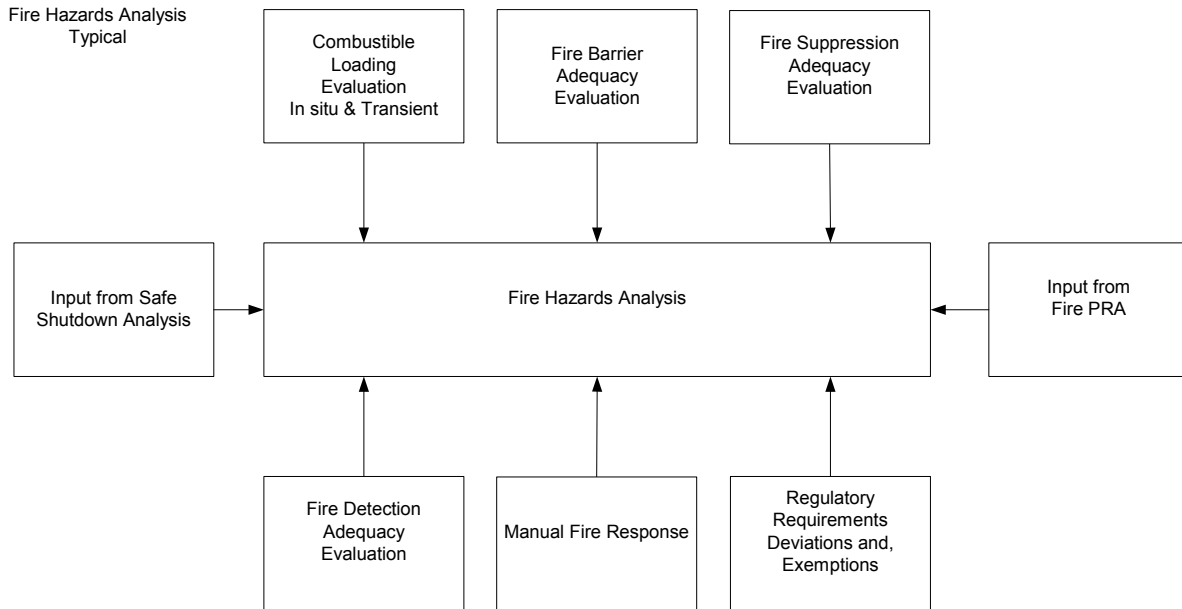 Fire Hazards Analysis
Typical
Combustible
Loading
Evaluation
In situ & Transient
Fire Barrier
Adequacy
Evaluation
Fire Suppression
Adequacy
Evaluation
Input from Safe
Shutdown Analysis
Fire Hazards Analysis
Input from
Fire PRA
Fire Detection
Adequacy
Evaluation
Manual Fire Response
Regulatory
Requirements
Deviations and,
Exemptions